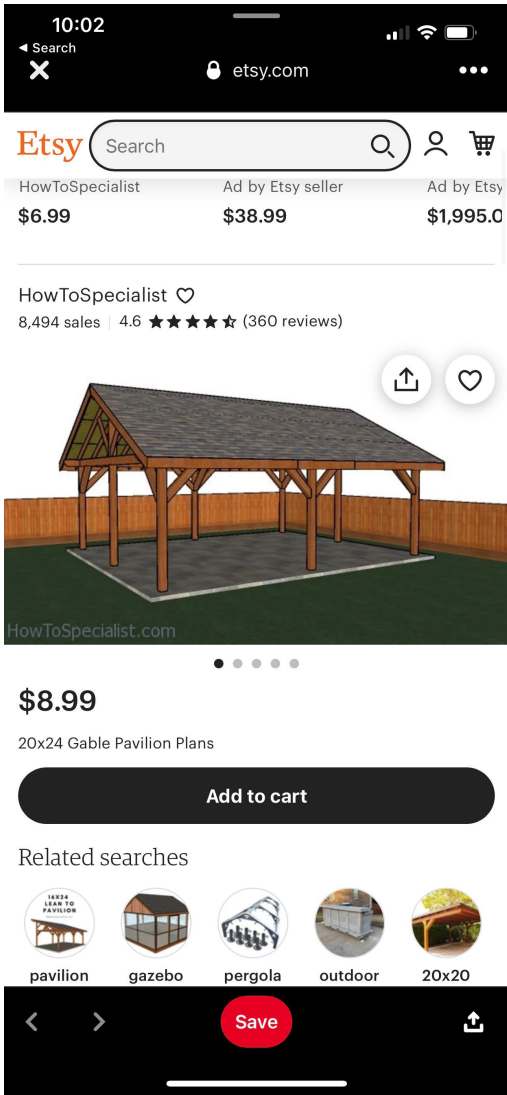 10:02
◄ Search
etsy.com
Etsy
Search
HowToSpecialist
Ad by Etsy seller
Ad by Etsy
$6.99
$38.99
$1,995.0
HowToSpecialist
8,494 sales
4.6 ★★★★⯪ (360 reviews)
HowToSpecialist.com
$8.99
20x24 Gable Pavilion Plans
Add to cart
Related searches
16X24
LEAN TO
PAVILION
pavilion
gazebo
pergola
outdoor
20x20
Save